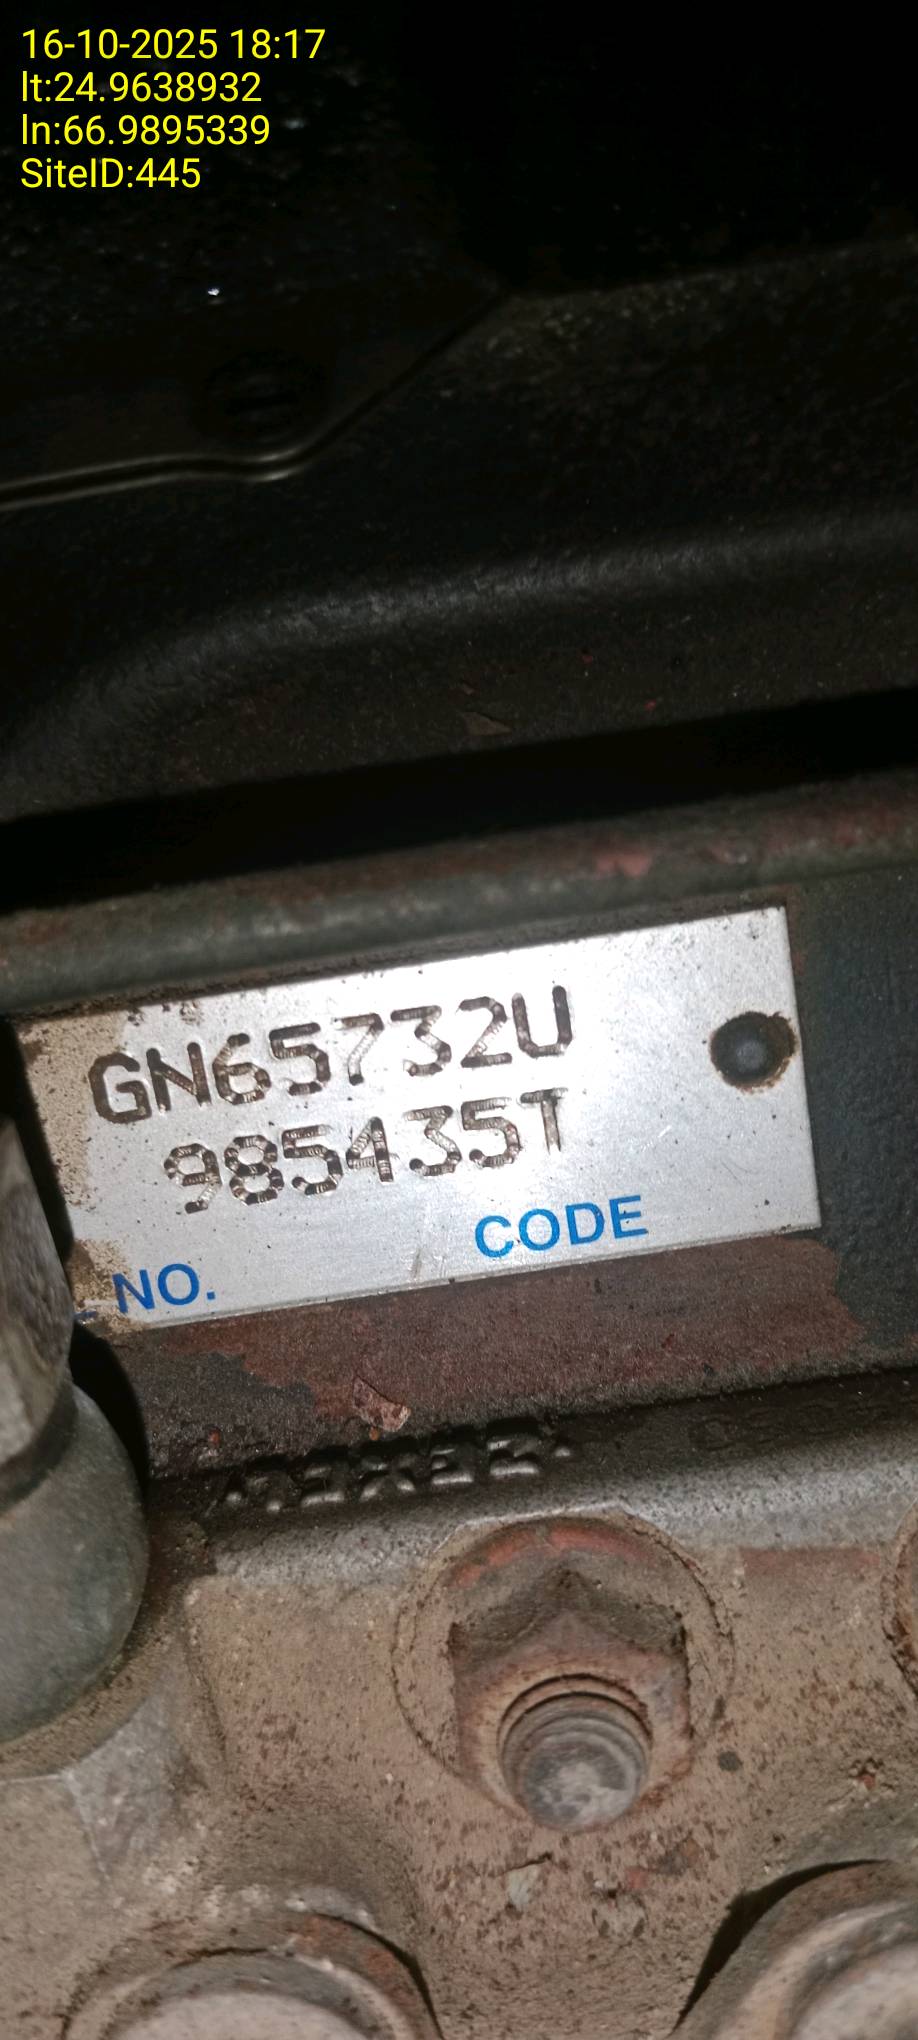 16-10-2025 18:17
lt:24.9638932
ln:66.9895339
SiteID:445
GN65732U
985435T
NO. CODE